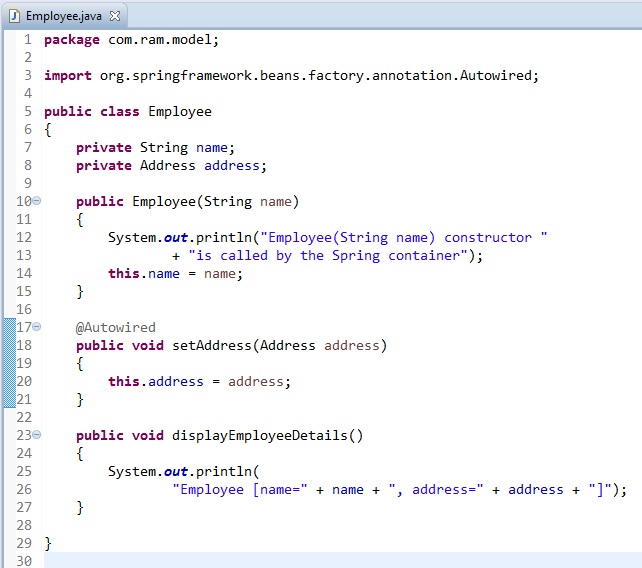 Employee.java
1 package com.ram.model;
2
3 import org.springframework.beans.factory.annotation.Autowired;
4
5 public class Employee
6 {
7     private String name;
8     private Address address;
9
10     public Employee(String name)
11     {
12         System.out.println("Employee(String name) constructor "
13                 + "is called by the Spring container");
14         this.name = name;
15     }
16
17     @Autowired
18     public void setAddress(Address address)
19     {
20         this.address = address;
21     }
22
23     public void displayEmployeeDetails()
24     {
25         System.out.println(
26                 "Employee [name=" + name + ", address=" + address + "]");
27     }
28
29 }
30